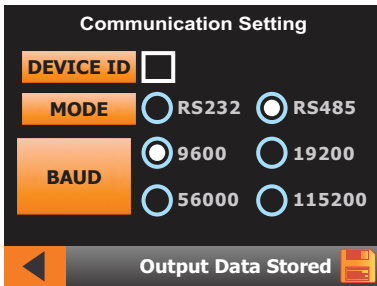 Communication Setting
DEVICE ID
MODE RS232 RS485
9600 19200
BAUD
56000 115200
Output Data Stored